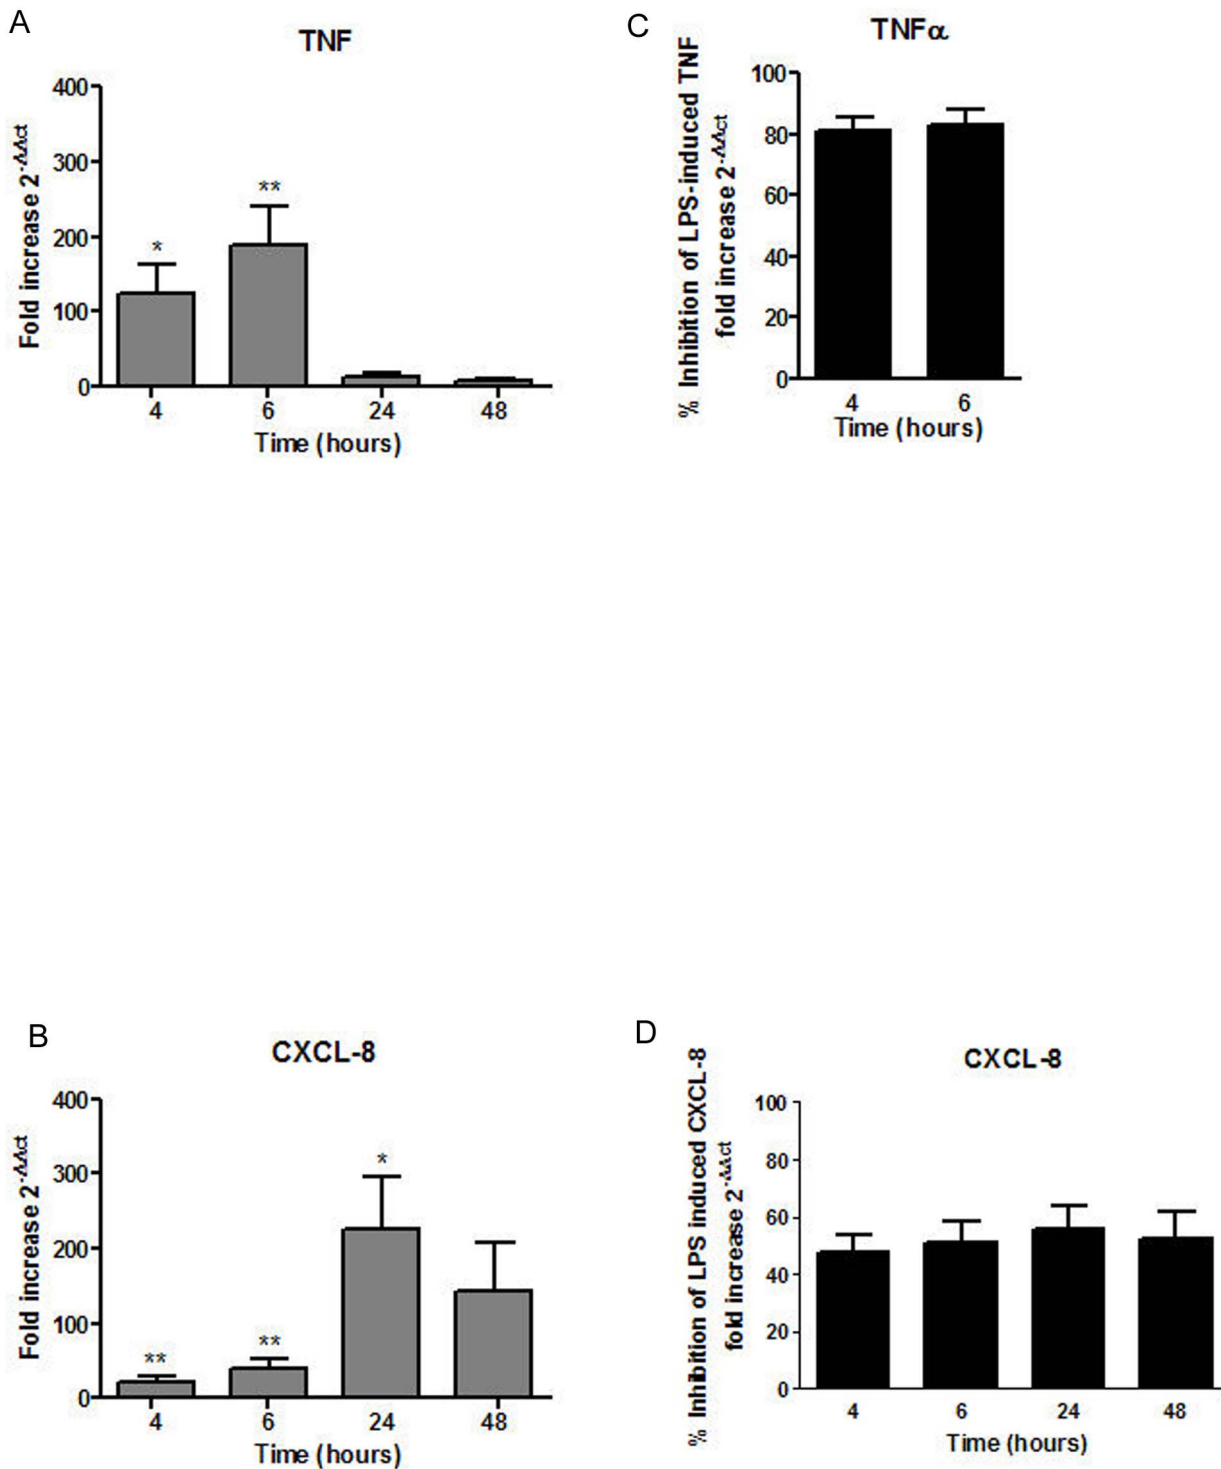 A
TNF
Fold increase 2^-ΔΔct
400
300
200
100
0
*
**
4 6 24 48
Time (hours)
C
TNFα
% Inhibition of LPS-induced TNF
fold increase 2^-ΔΔct
100
80
60
40
20
0
4 6
Time (hours)
B
CXCL-8
Fold increase 2^-ΔΔct
400
300
200
100
0
**
**
*
4 6 24 48
Time (hours)
D
CXCL-8
% Inhibition of LPS induced CXCL-8
fold increase 2^-ΔΔct
100
80
60
40
20
0
4 6 24 48
Time (hours)